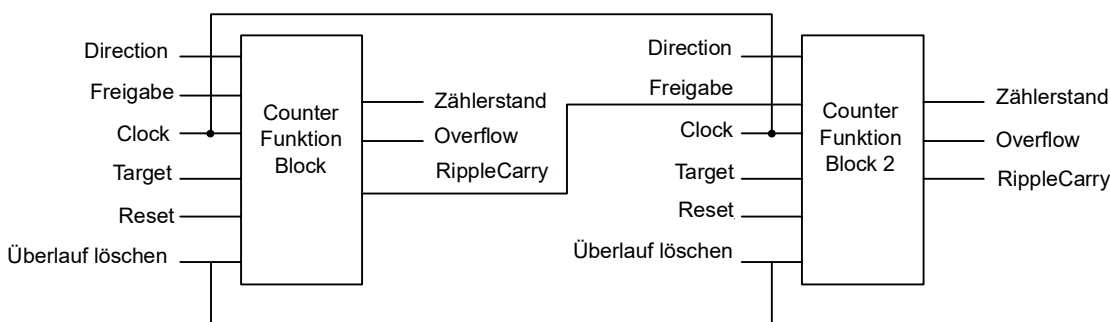 Direction
Freigabe
Clock
Target
Reset
Überlauf löschen
Counter
Funktion
Block
Zählerstand
Overflow
RippleCarry
Direction
Freigabe
Clock
Target
Reset
Überlauf löschen
Counter
Funktion
Block 2
Zählerstand
Overflow
RippleCarry